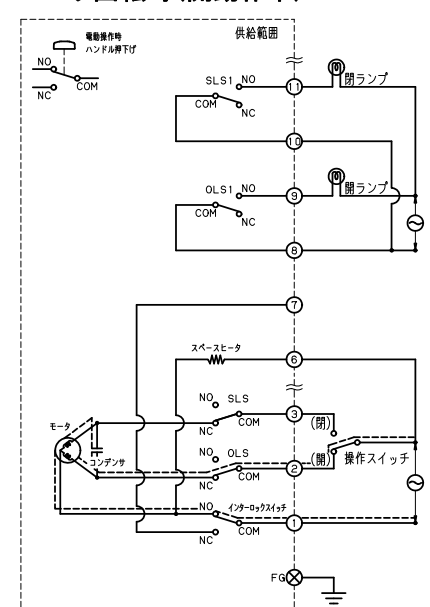 電動操作時
ハンドル押下げ
NO
NC
COM
供給範囲
SLS1 NO
COM
NC
11
閉ランプ
10
OLS1 NO
COM
NC
9
開ランプ
8
7
スペースヒータ
6
NO SLS
NC
COM
3
(閉)
NO OLS
NC
COM
2
(開)
操作スイッチ
モータ
コンデンサ
NO インターロックスイッチ
NC
COM
1
FG